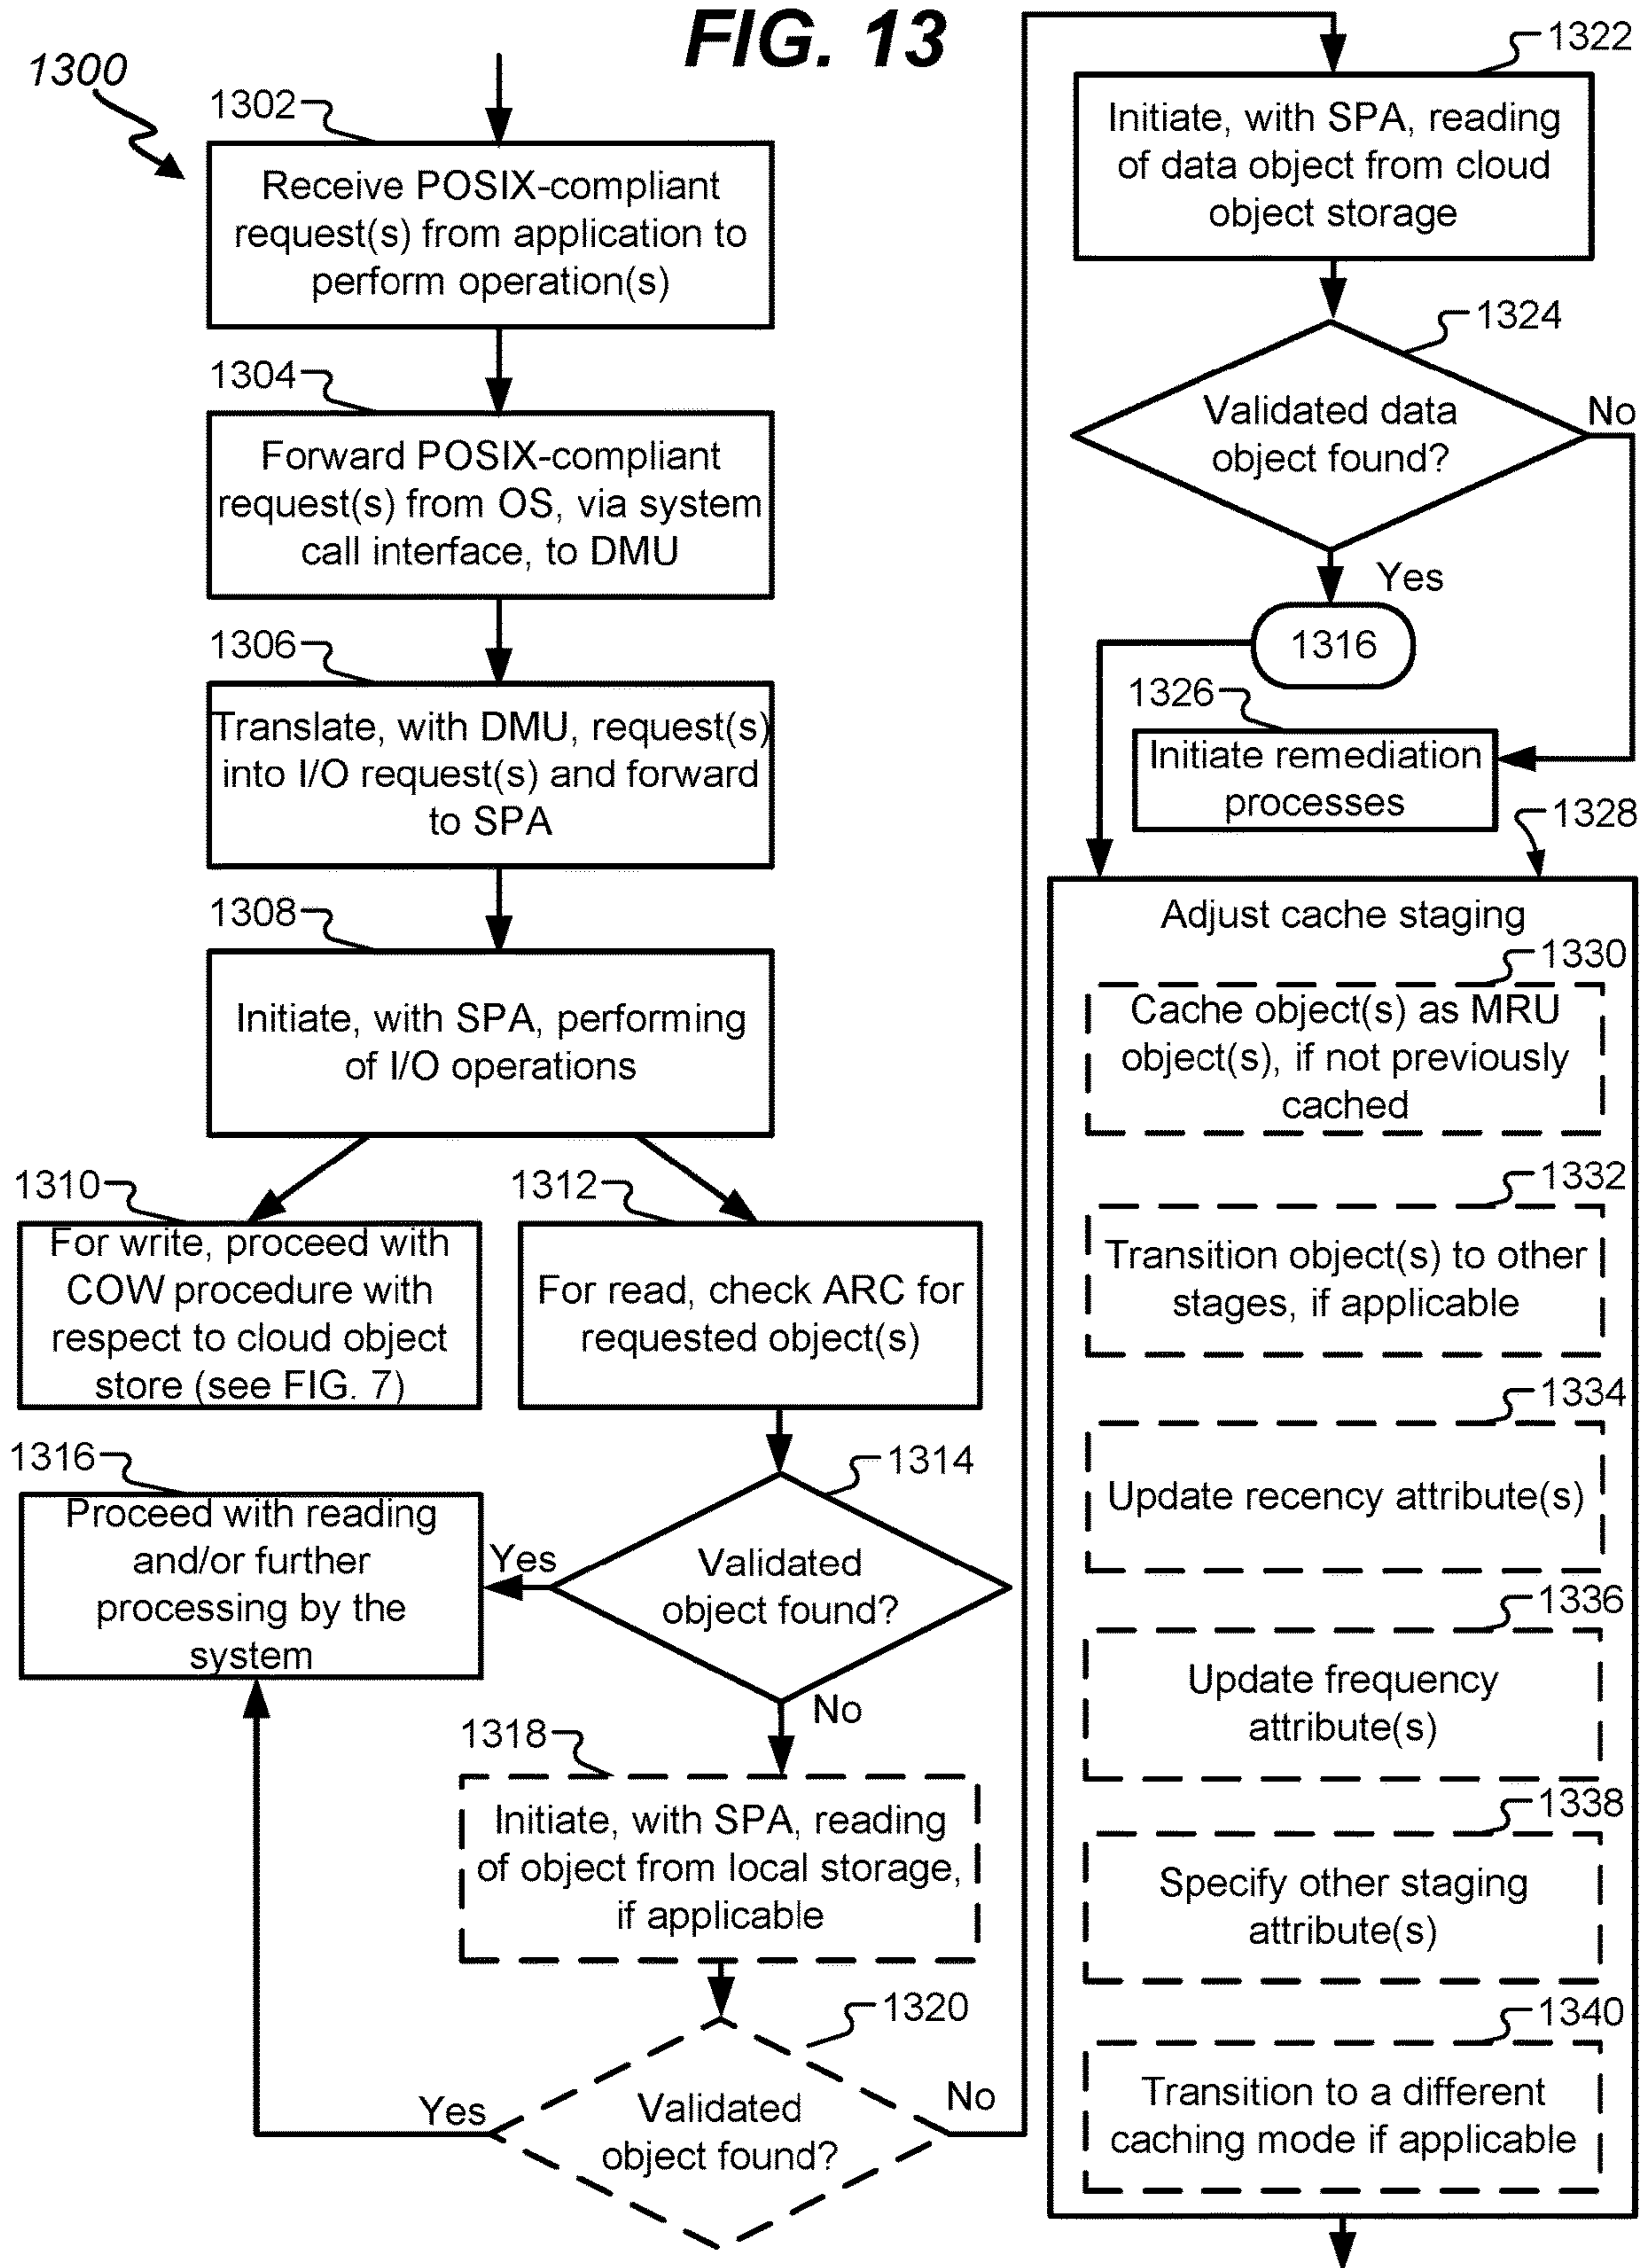 FIG. 13
1300
1302
Receive POSIX-compliant
request(s) from application to
perform operation(s)
1304
Forward POSIX-compliant
request(s) from OS, via system
call interface, to DMU
1306
Translate, with DMU, request(s)
into I/O request(s) and forward
to SPA
1308
Initiate, with SPA, performing
of I/O operations
1310
For write, proceed with
COW procedure with
respect to cloud object
store (see FIG. 7)
1312
For read, check ARC for
requested object(s)
1314
Validated
object found?
Yes
No
1316
Proceed with reading
and/or further
processing by the
system
1318
Initiate, with SPA, reading
of object from local storage,
if applicable
1320
Validated
object found?
Yes
No
1322
Initiate, with SPA, reading
of data object from cloud
object storage
1324
Validated data
object found?
No
Yes
1316
1326
Initiate remediation
processes
1328
Adjust cache staging
1330
Cache object(s) as MRU
object(s), if not previously
cached
1332
Transition object(s) to other
stages, if applicable
1334
Update recency attribute(s)
1336
Update frequency
attribute(s)
1338
Specify other staging
attribute(s)
1340
Transition to a different
caching mode if applicable